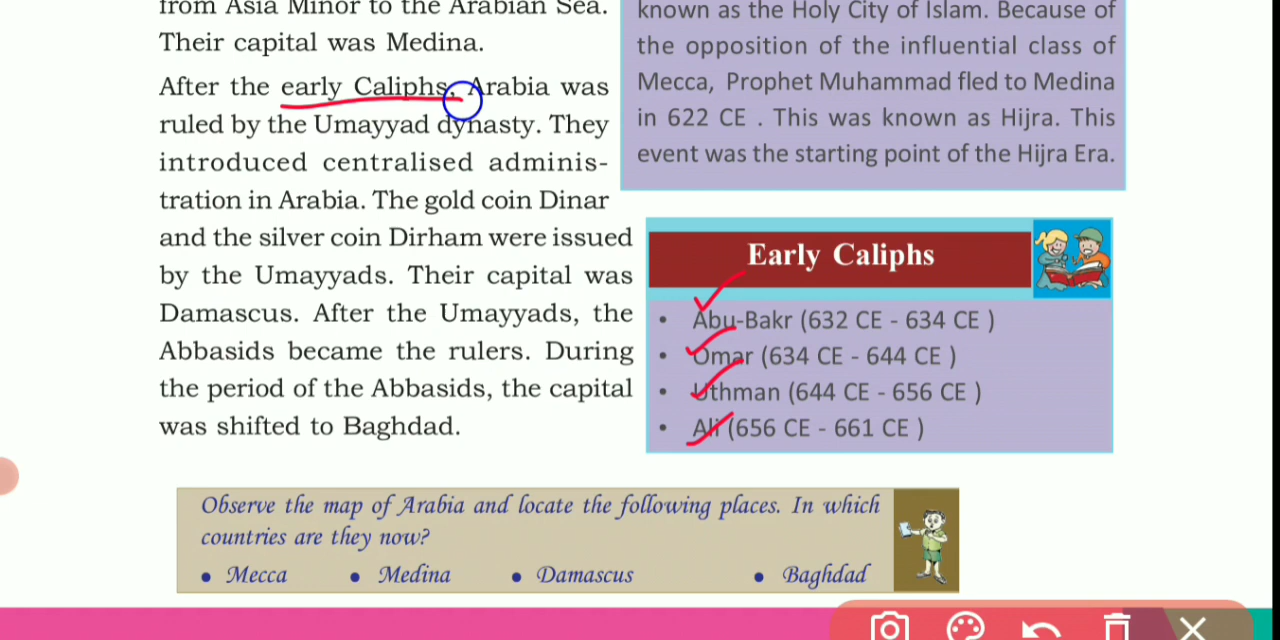 from Asia Minor to the Arabian Sea.
Their capital was Medina.
After the early Caliphs, Arabia was
ruled by the Umayyad dynasty. They
introduced centralised adminis-
tration in Arabia. The gold coin Dinar
and the silver coin Dirham were issued
by the Umayyads. Their capital was
Damascus. After the Umayyads, the
Abbasids became the rulers. During
the period of the Abbasids, the capital
was shifted to Baghdad.
known as the Holy City of Islam. Because of
the opposition of the influential class of
Mecca, Prophet Muhammad fled to Medina
in 622 CE . This was known as Hijra. This
event was the starting point of the Hijra Era.
Early Caliphs
• Abu-Bakr (632 CE - 634 CE )
• Omar (634 CE - 644 CE )
• Uthman (644 CE - 656 CE )
• Ali (656 CE - 661 CE )
Observe the map of Arabia and locate the following places. In which
countries are they now?
• Mecca • Medina • Damascus • Baghdad